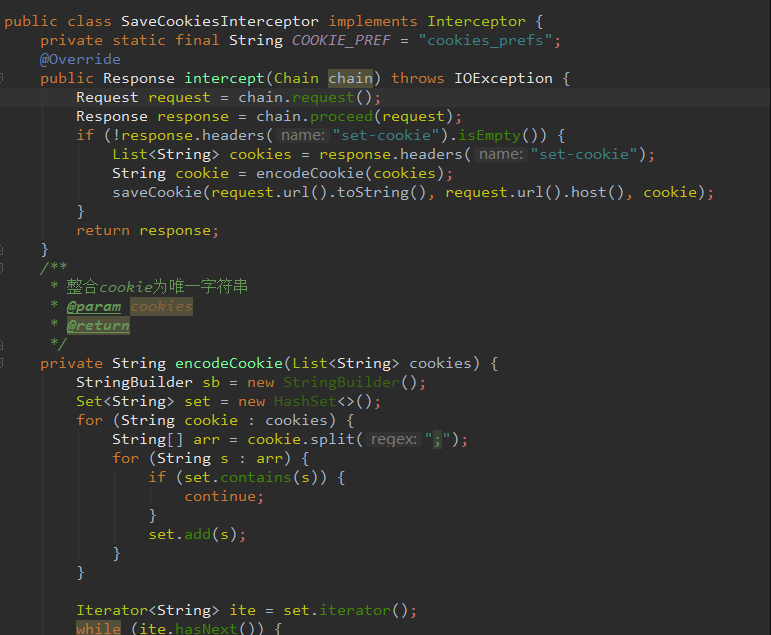 public class SaveCookiesInterceptor implements Interceptor {
    private static final String COOKIE_PREF = "cookies_prefs";
    @Override
    public Response intercept(Chain chain) throws IOException {
        Request request = chain.request();
        Response response = chain.proceed(request);
        if (!response.headers( name: "set-cookie").isEmpty()) {
            List<String> cookies = response.headers( name: "set-cookie");
            String cookie = encodeCookie(cookies);
            saveCookie(request.url().toString(), request.url().host(), cookie);
        }
        return response;
    }
    /**
     * 整合cookie为唯一字符串
     * @param cookies
     * @return
     */
    private String encodeCookie(List<String> cookies) {
        StringBuilder sb = new StringBuilder();
        Set<String> set = new HashSet<>();
        for (String cookie : cookies) {
            String[] arr = cookie.split( regex: ";");
            for (String s : arr) {
                if (set.contains(s)) {
                    continue;
                }
                set.add(s);
            }
        }

        Iterator<String> ite = set.iterator();
        while (ite.hasNext()) {